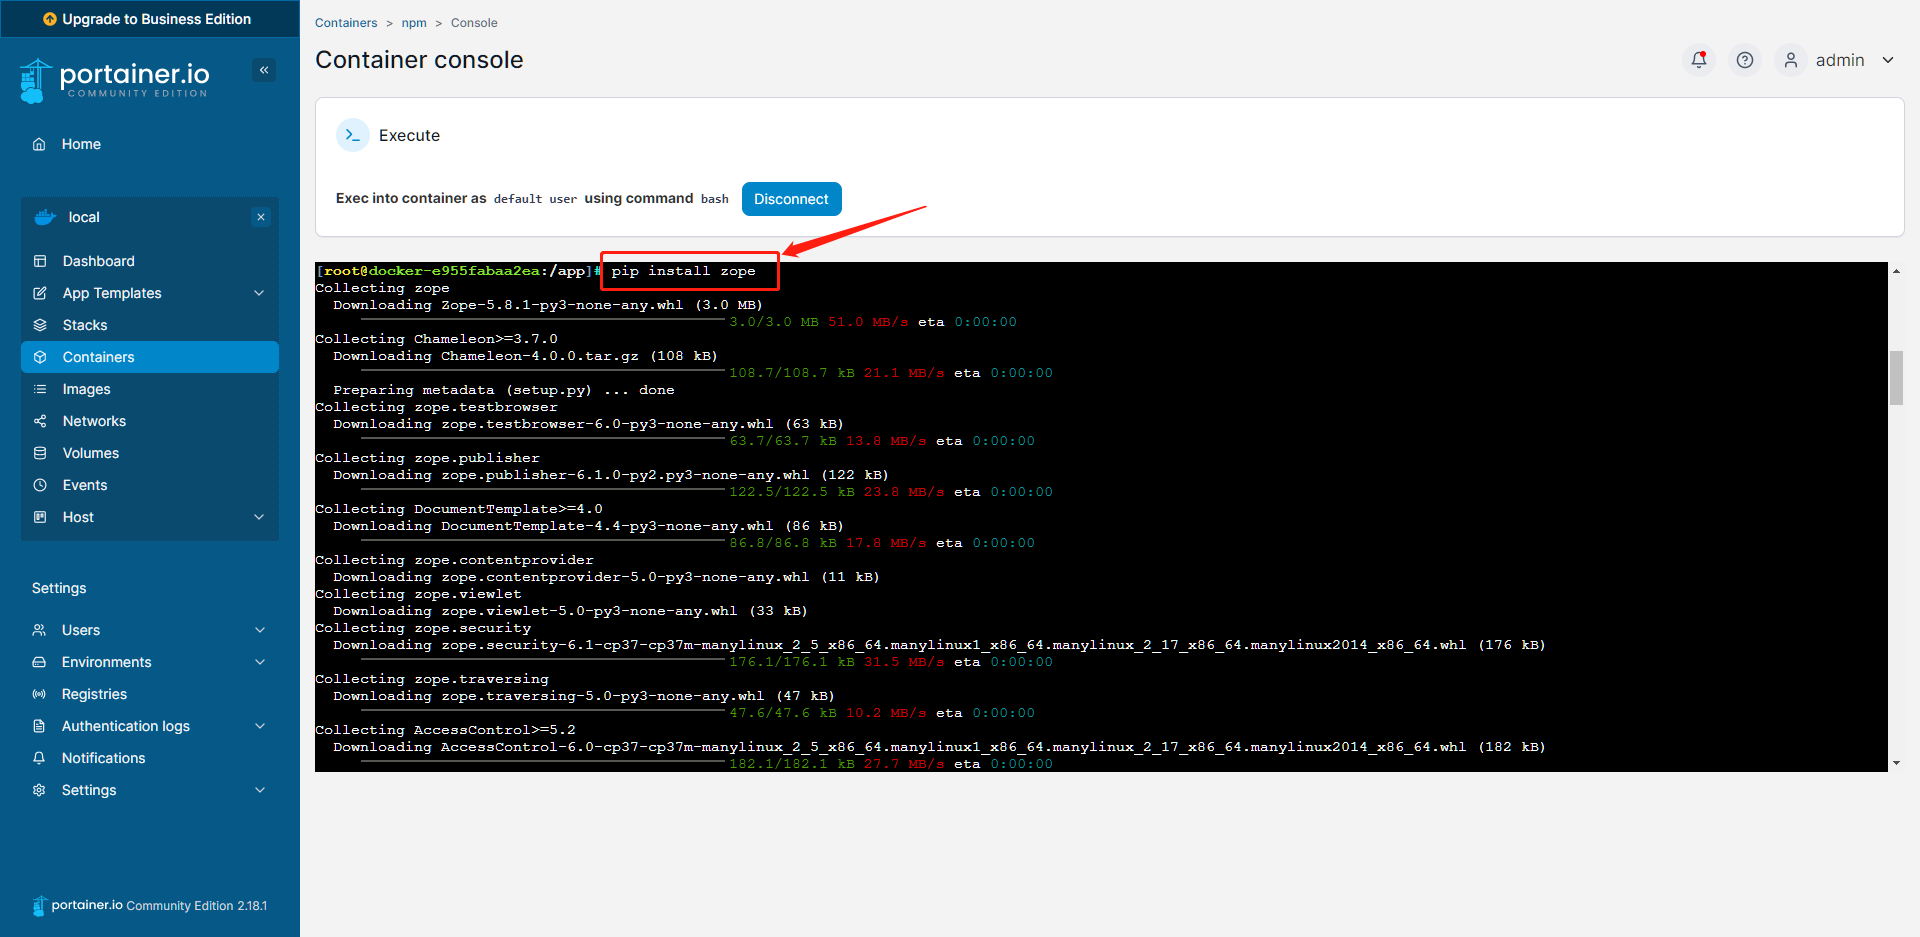 Upgrade to Business Edition
portainer.io
COMMUNITY EDITION
Home
local
Dashboard
App Templates
Stacks
Containers
Images
Networks
Volumes
Events
Host
Settings
Users
Environments
Registries
Authentication logs
Notifications
Settings
portainer.io Community Edition 2.18.1
Containers > npm > Console
Container console
admin
Execute
Exec into container as default user using command bash Disconnect
[root@docker-e955fabaa2ea:/app]# pip install zope
Collecting zope
Downloading Zope-5.8.1-py3-none-any.whl (3.0 MB)
3.0/3.0 MB 51.0 MB/s eta 0:00:00
Collecting Chameleon>=3.7.0
Downloading Chameleon-4.0.0.tar.gz (108 kB)
108.7/108.7 kB 21.1 MB/s eta 0:00:00
Preparing metadata (setup.py) ... done
Collecting zope.testbrowser
Downloading zope.testbrowser-6.0-py3-none-any.whl (63 kB)
63.7/63.7 kB 13.8 MB/s eta 0:00:00
Collecting zope.publisher
Downloading zope.publisher-6.1.0-py2.py3-none-any.whl (122 kB)
122.5/122.5 kB 23.8 MB/s eta 0:00:00
Collecting DocumentTemplate>=4.0
Downloading DocumentTemplate-4.4-py3-none-any.whl (86 kB)
86.8/86.8 kB 17.8 MB/s eta 0:00:00
Collecting zope.contentprovider
Downloading zope.contentprovider-5.0-py3-none-any.whl (11 kB)
Collecting zope.viewlet
Downloading zope.viewlet-5.0-py3-none-any.whl (33 kB)
Collecting zope.security
Downloading zope.security-6.1-cp37-cp37m-manylinux_2_5_x86_64.manylinux1_x86_64.manylinux_2_17_x86_64.manylinux2014_x86_64.whl (176 kB)
176.1/176.1 kB 31.5 MB/s eta 0:00:00
Collecting zope.traversing
Downloading zope.traversing-5.0-py3-none-any.whl (47 kB)
47.6/47.6 kB 10.2 MB/s eta 0:00:00
Collecting AccessControl>=5.2
Downloading AccessControl-6.0-cp37-cp37m-manylinux_2_5_x86_64.manylinux1_x86_64.manylinux_2_17_x86_64.manylinux2014_x86_64.whl (182 kB)
182.1/182.1 kB 27.7 MB/s eta 0:00:00